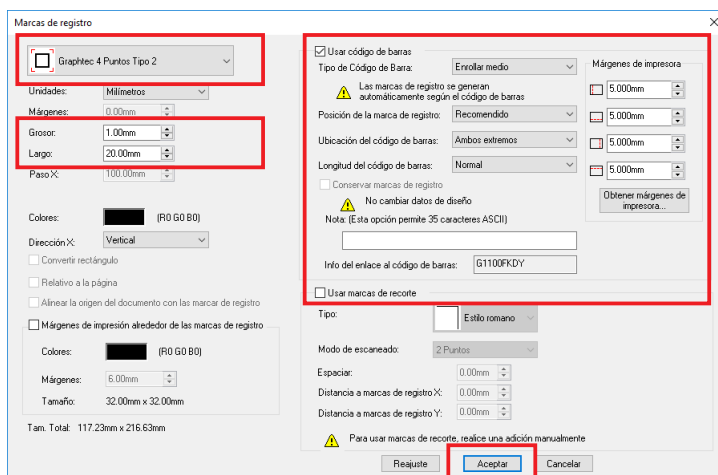 Marcas de registro
Graphtec 4 Puntos Tipo 2
Unidades: Milímetros
Márgenes: 0.00mm
Grosor: 1.00mm
Largo: 20.00mm
Paso X: 100.00mm
Colores: (R0 G0 B0)
Dirección X: Vertical
Convertir rectángulo
Relativo a la página
Alinear la origen del documento con las marcar de registro
Márgenes de impresión alrededor de las marcas de registro
Colores: (R0 G0 B0)
Márgenes: 6.00mm
Tamaño: 32.00mm x 32.00mm
Tam. Total: 117.23mm x 216.63mm
Usar código de barras
Tipo de Código de Barra: Enrollar medio
Las marcas de registro se generan
automáticamente según el código de barras
Posición de la marca de registro: Recomendido
Ubicación del código de barras: Ambos extremos
Longitud del código de barras: Normal
Conservar marcas de registro
No cambiar datos de diseño
Nota: (Esta opción permite 35 caracteres ASCII)
Info del enlace al código de barras: G1100FKDY
Márgenes de impresora
5.000mm
5.000mm
5.000mm
5.000mm
Obtener márgenes de
impresora...
Usar marcas de recorte
Tipo: Estilo romano
Modo de escaneado: 2 Puntos
Espaciar: 0.00mm
Distancia a marcas de registro X: 0.00mm
Distancia a marcas de registro Y: 0.00mm
Para usar marcas de recorte, realice una adición manualmente
Reajuste Aceptar Cancelar